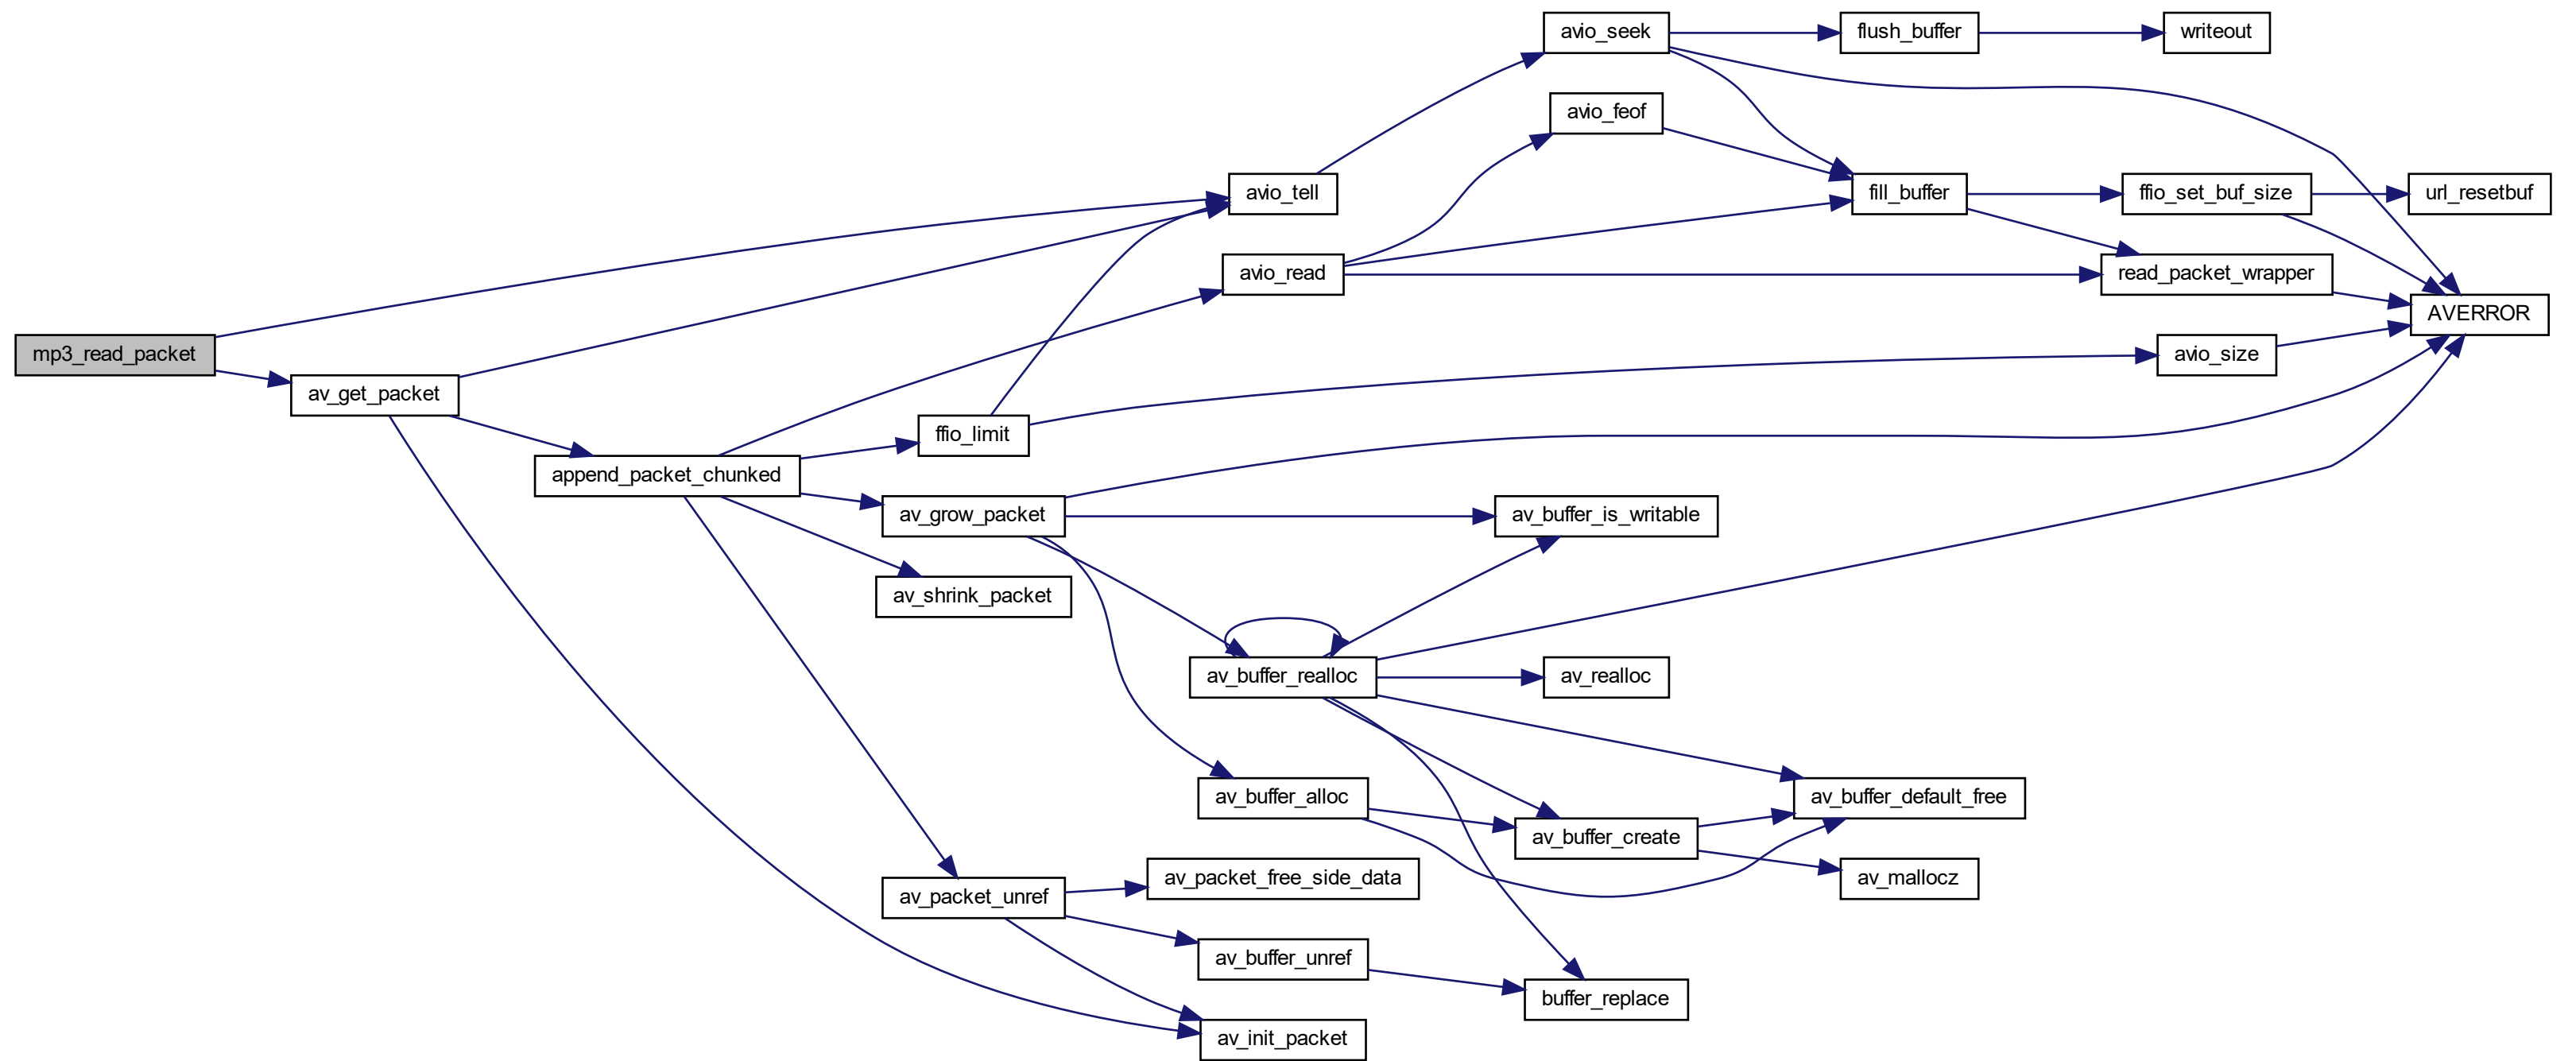 avio_seek
flush_buffer
writeout
avio_feof
avio_tell
fill_buffer
ffio_set_buf_size
url_resetbuf
avio_read
read_packet_wrapper
AVERROR
mp3_read_packet
avio_size
av_get_packet
ffio_limit
append_packet_chunked
av_grow_packet
av_buffer_is_writable
av_shrink_packet
av_buffer_realloc
av_realloc
av_buffer_alloc
av_buffer_default_free
av_buffer_create
av_packet_free_side_data
av_mallocz
av_packet_unref
av_buffer_unref
buffer_replace
av_init_packet